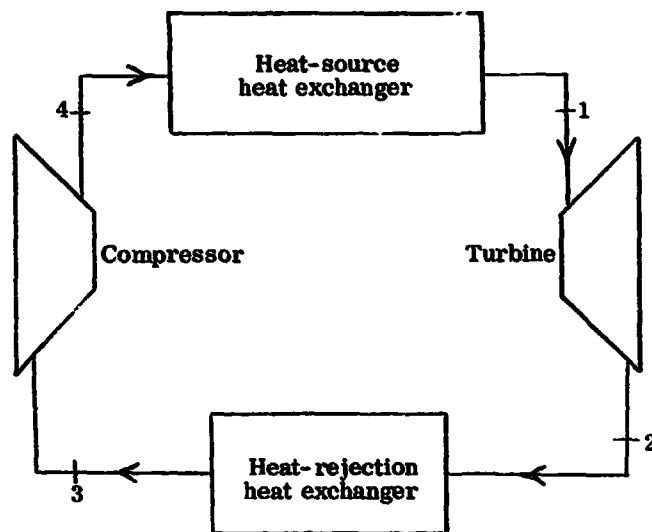 Heat-source
heat exchanger
4
1
Compressor
Turbine
2
Heat-rejection
heat exchanger
3